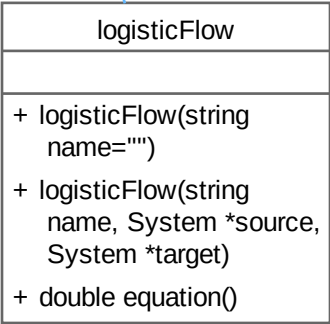 logisticFlow
+ logisticFlow(string
name="")
+ logisticFlow(string
name, System *source,
System *target)
+ double equation()